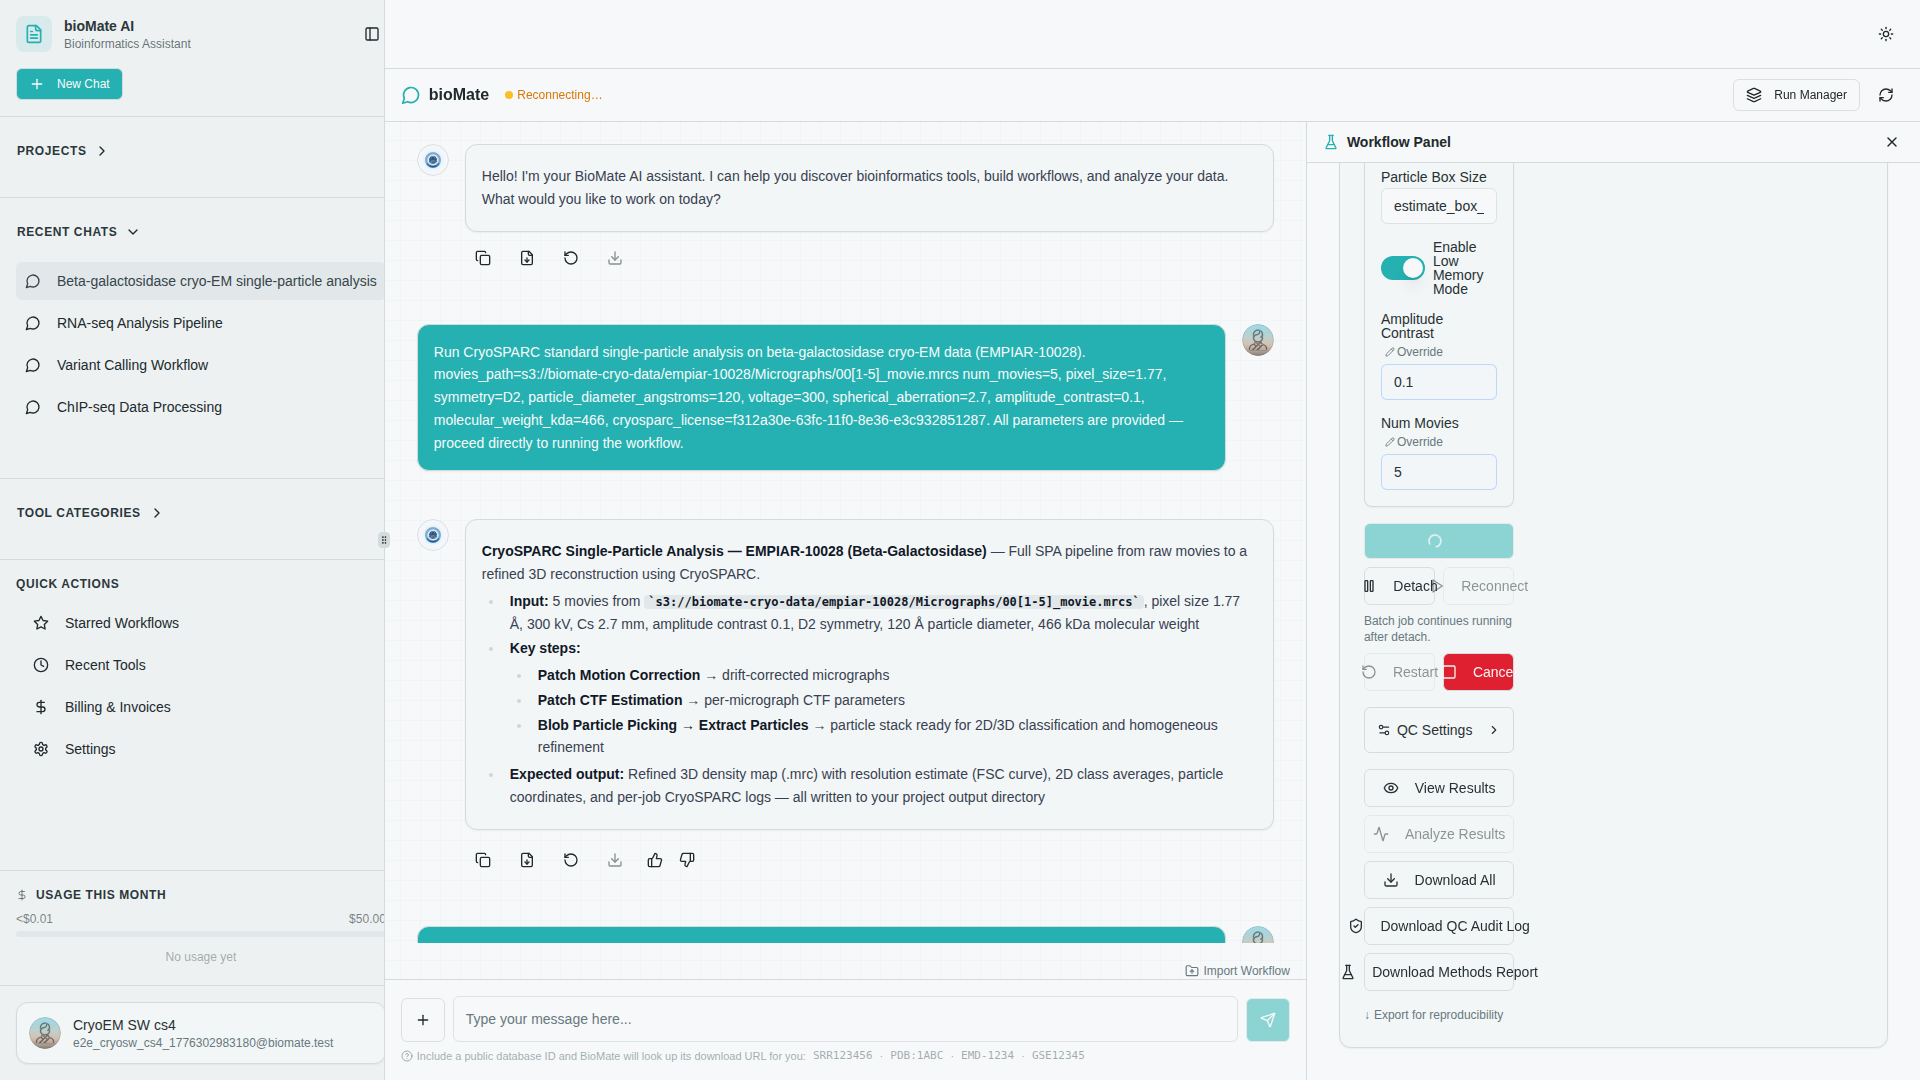 bioMate AI
Bioinformatics Assistant
New Chat
PROJECTS
RECENT CHATS
Beta-galactosidase cryo-EM single-particle analysis
RNA-seq Analysis Pipeline
Variant Calling Workflow
ChIP-seq Data Processing
TOOL CATEGORIES
QUICK ACTIONS
Starred Workflows
Recent Tools
Billing & Invoices
Settings
USAGE THIS MONTH
<$0.01 $50.00
No usage yet
CryoEM SW cs4
e2e_cryosw_cs4_1776302983180@biomate.test
bioMate Reconnecting…
Run Manager
Hello! I'm your BioMate AI assistant. I can help you discover bioinformatics tools, build workflows, and analyze your data.
What would you like to work on today?
Run CryoSPARC standard single-particle analysis on beta-galactosidase cryo-EM data (EMPIAR-10028).
movies_path=s3://biomate-cryo-data/empiar-10028/Micrographs/00[1-5]_movie.mrcs num_movies=5, pixel_size=1.77,
symmetry=D2, particle_diameter_angstroms=120, voltage=300, spherical_aberration=2.7, amplitude_contrast=0.1,
molecular_weight_kda=466, cryosparc_license=f312a30e-63fc-11f0-8e36-e3c932851287. All parameters are provided —
proceed directly to running the workflow.
CryoSPARC Single-Particle Analysis — EMPIAR-10028 (Beta-Galactosidase) — Full SPA pipeline from raw movies to a
refined 3D reconstruction using CryoSPARC.
Input: 5 movies from `s3://biomate-cryo-data/empiar-10028/Micrographs/00[1-5]_movie.mrcs`, pixel size 1.77
Å, 300 kV, Cs 2.7 mm, amplitude contrast 0.1, D2 symmetry, 120 Å particle diameter, 466 kDa molecular weight
Key steps:
Patch Motion Correction → drift-corrected micrographs
Patch CTF Estimation → per-micrograph CTF parameters
Blob Particle Picking → Extract Particles → particle stack ready for 2D/3D classification and homogeneous
refinement
Expected output: Refined 3D density map (.mrc) with resolution estimate (FSC curve), 2D class averages, particle
coordinates, and per-job CryoSPARC logs — all written to your project output directory
Import Workflow
Type your message here...
Include a public database ID and BioMate will look up its download URL for you: SRR123456 · PDB:1ABC · EMD-1234 · GSE12345
Workflow Panel
Particle Box Size
estimate_box_
Enable
Low
Memory
Mode
Amplitude
Contrast
Override
0.1
Num Movies
Override
5
Detach Reconnect
Batch job continues running
after detach.
Restart Cance
QC Settings
View Results
Analyze Results
Download All
Download QC Audit Log
Download Methods Report
↓ Export for reproducibility